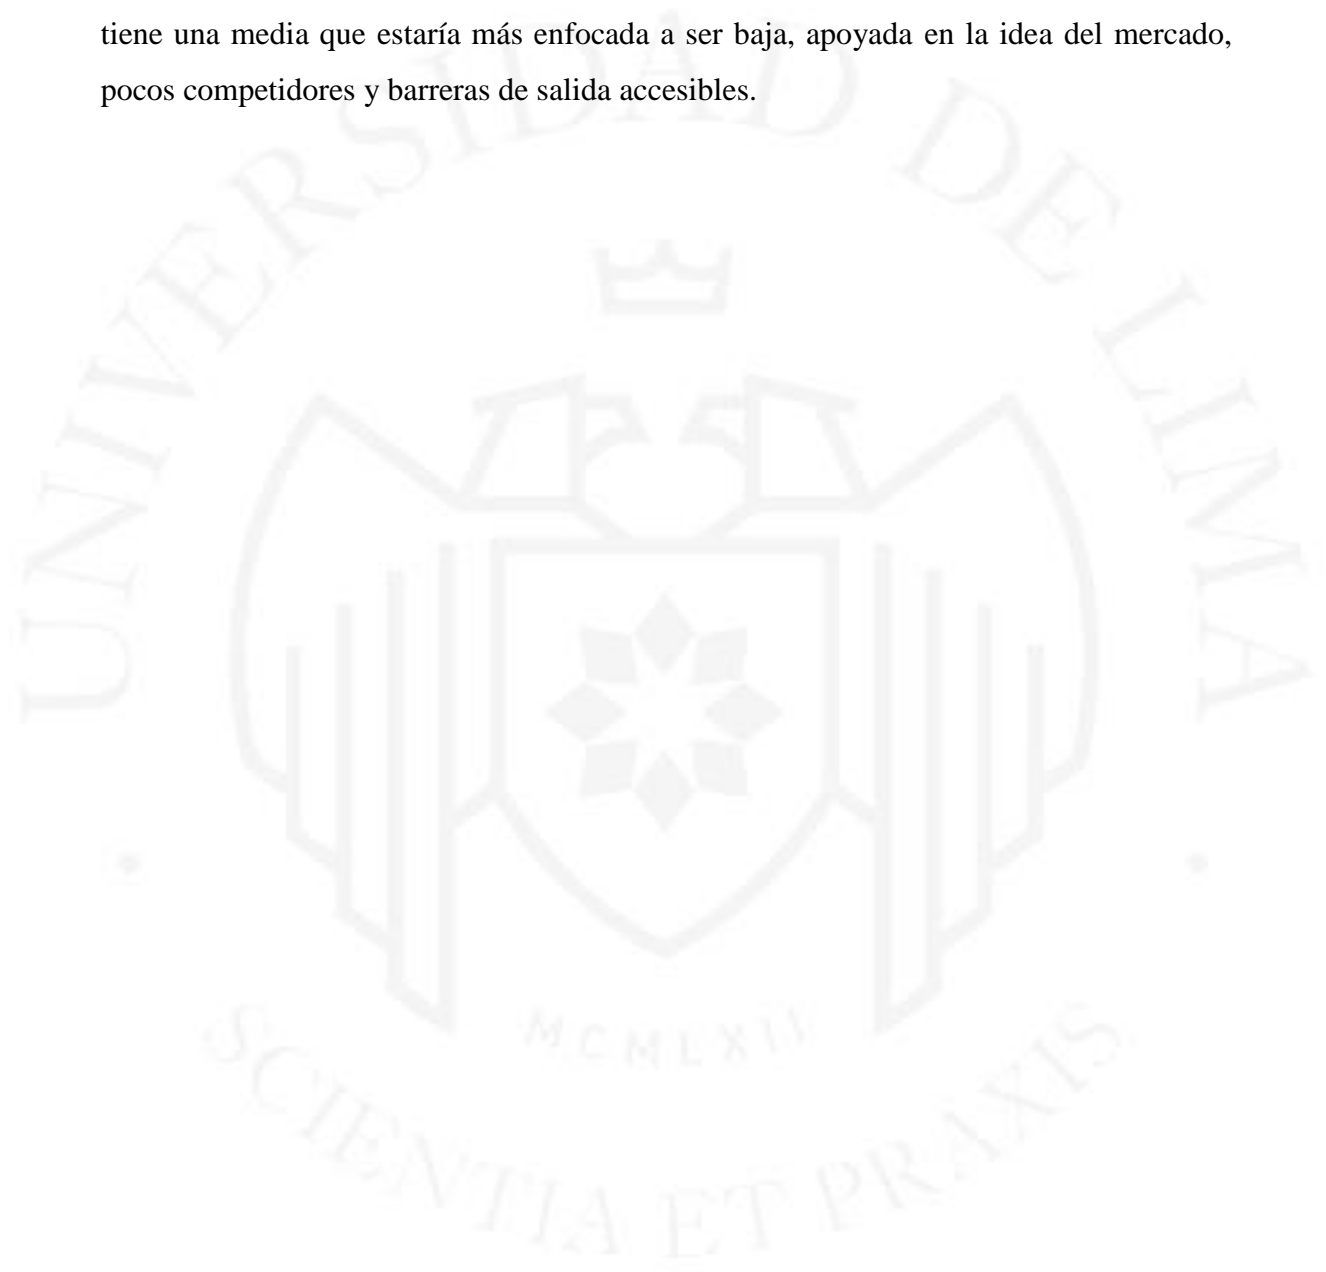 tiene una media que estaría más enfocada a ser baja, apoyada en la idea del mercado,
pocos competidores y barreras de salida accesibles.
UNIVERSIDAD DE LIMA
MCMLXII
SCIENTIA ET PRAXIS